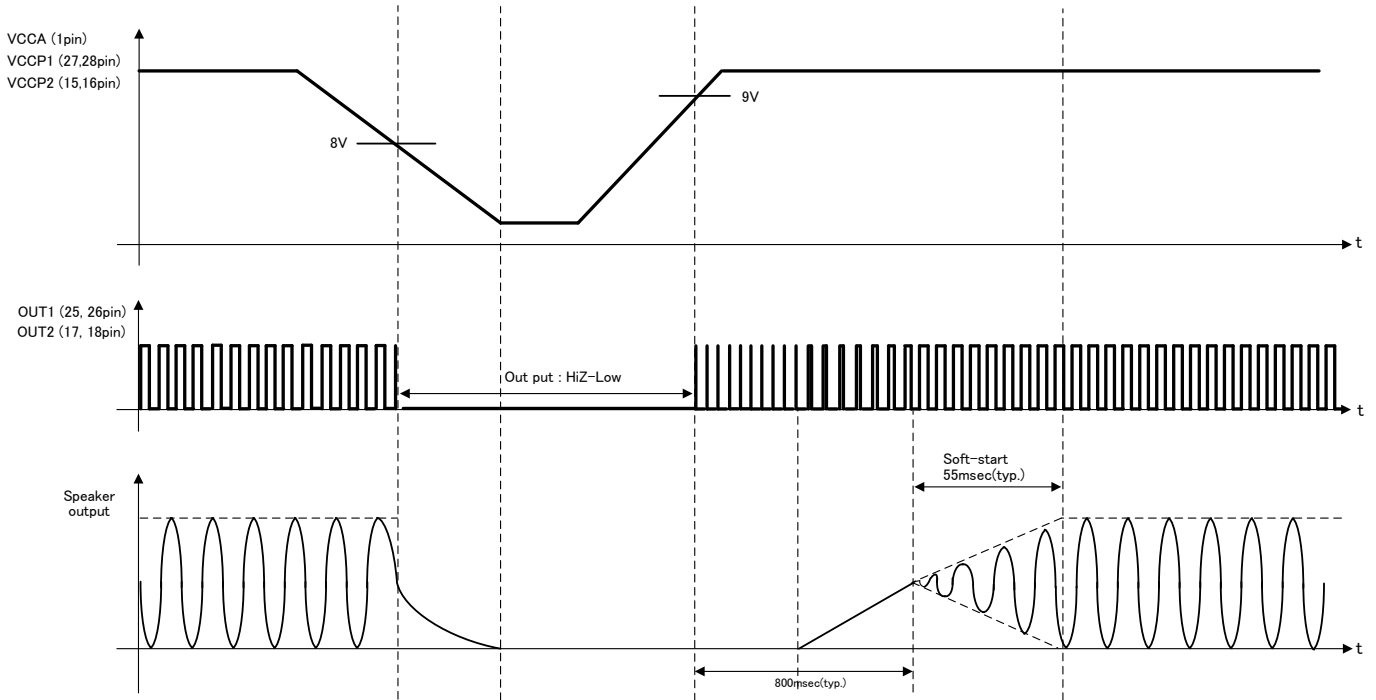 VCCA (1pin)
VCCP1 (27,28pin)
VCCP2 (15,16pin)
8V
9V
t
OUT1 (25, 26pin)
OUT2 (17, 18pin)
Out put : HiZ-Low
t
Soft-start
55msec(typ.)
Speaker
output
t
800msec(typ.)